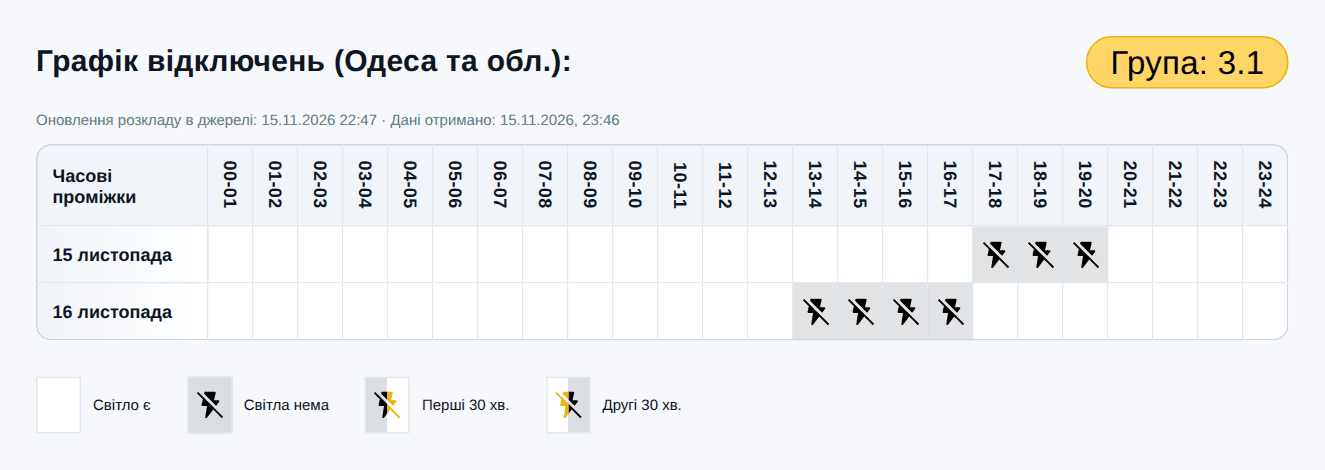 Графік відключень (Одеса та обл.):
Група: 3.1
Оновлення розкладу в джерелі: 15.11.2026 22:47 · Дані отримано: 15.11.2026, 23:46
Часові
проміжки
00-01
01-02
02-03
03-04
04-05
05-06
06-07
07-08
08-09
09-10
10-11
11-12
12-13
13-14
14-15
15-16
16-17
17-18
18-19
19-20
20-21
21-22
22-23
23-24
15 листопада
16 листопада
Світло є
Світла нема
Перші 30 хв.
Другі 30 хв.